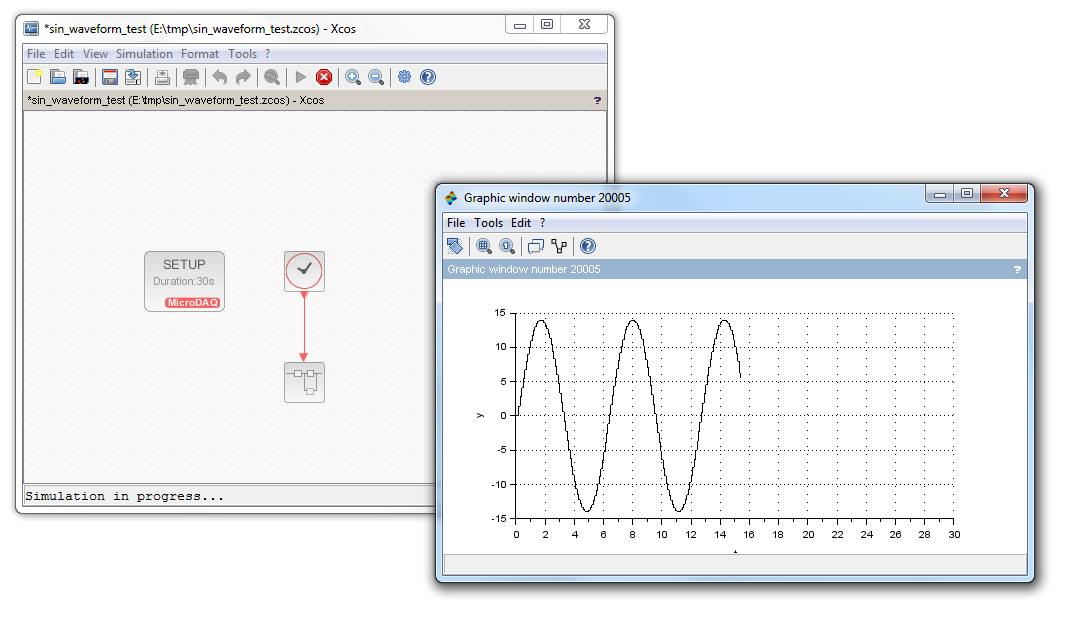 *sin_waveform_test (E:\tmp\sin_waveform_test.zcos) - Xcos
File Edit View Simulation Format Tools ?
*sin_waveform_test (E:\tmp\sin_waveform_test.zcos) - Xcos ?
SETUP
Duration:30s
MicroDAQ
Simulation in progress...
Graphic window number 20005
File Tools Edit ?
Graphic window number 20005 ?
15
10
5
y
0
-5
-10
-15
0 2 4 6 8 10 12 14 16 18 20 22 24 26 28 30